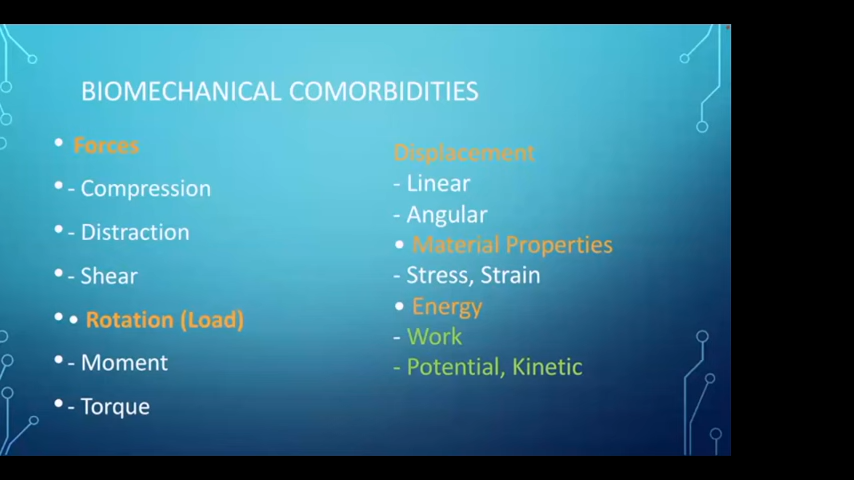 BIOMECHANICAL COMORBIDITIES
• Forces
• - Compression
• - Distraction
• - Shear
• • Rotation (Load)
• - Moment
• - Torque
Displacement
- Linear
- Angular
• Material Properties
- Stress, Strain
• Energy
- Work
- Potential, Kinetic